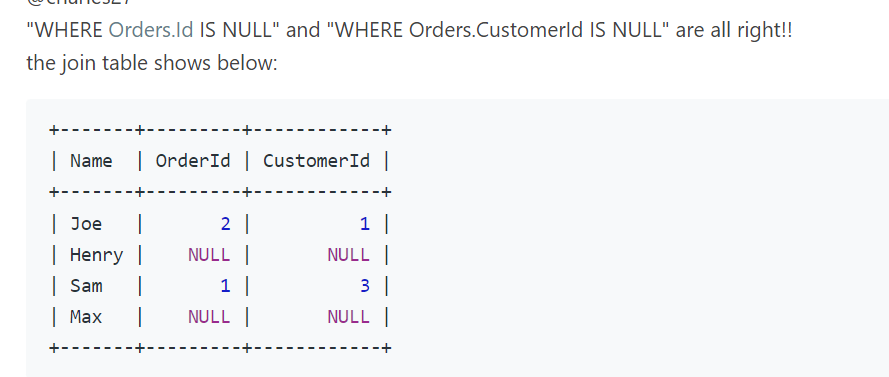 @charles27
"WHERE Orders.Id IS NULL" and "WHERE Orders.CustomerId IS NULL" are all right!!
the join table shows below:
+-------+---------+------------+
| Name  | OrderId | CustomerId |
+-------+---------+------------+
| Joe   |       2 |          1 |
| Henry |    NULL |       NULL |
| Sam   |       1 |          3 |
| Max   |    NULL |       NULL |
+-------+---------+------------+